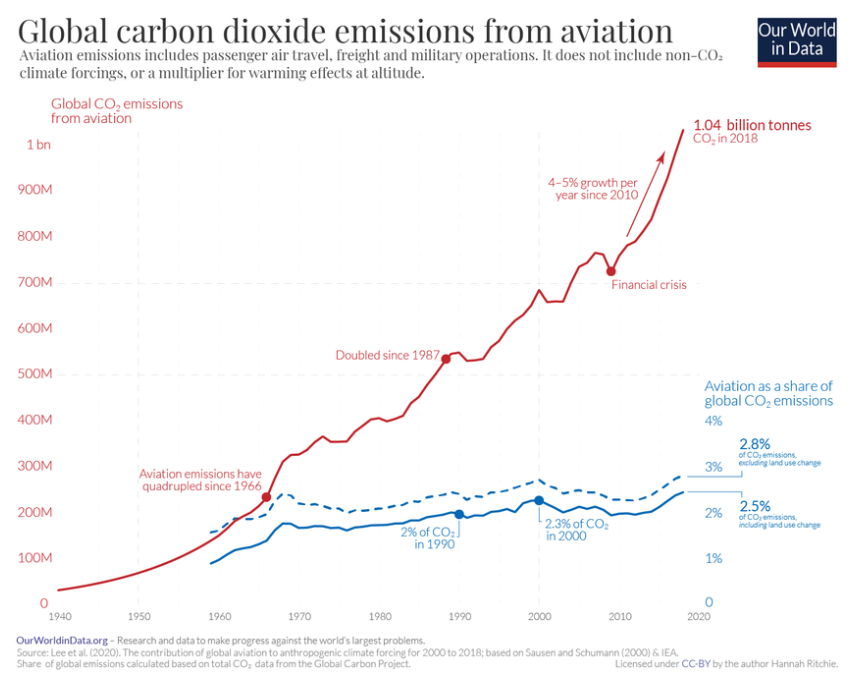 Global carbon dioxide emissions from aviation
Our World
in Data
Aviation emissions includes passenger air travel, freight and military operations. It does not include non-CO₂
climate forcings, or a multiplier for warming effects at altitude.
Global CO₂ emissions
from aviation
1 bn
900M
800M
700M
600M
500M
400M
300M
200M
100M
0
1.04 billion tonnes
CO₂ in 2018
4–5% growth per
year since 2010
Financial crisis
Doubled since 1987
Aviation emissions have
quadrupled since 1966
2% of CO₂
in 1990
2.3% of CO₂
in 2000
Aviation as a share of
global CO₂ emissions
4%
3%
2%
1%
0
2.8%
of CO₂ emissions,
excluding land use change
2.5%
of CO₂ emissions,
including land use change
1940
1950
1960
1970
1980
1990
2000
2010
2020
OurWorldinData.org – Research and data to make progress against the world's largest problems.
Source: Lee et al. (2020). The contribution of global aviation to anthropogenic climate forcing for 2000 to 2018; based on Sausen and Schumann (2000) & IEA.
Share of global emissions calculated based on total CO₂ data from the Global Carbon Project.
Licensed under CC-BY by the author Hannah Ritchie.